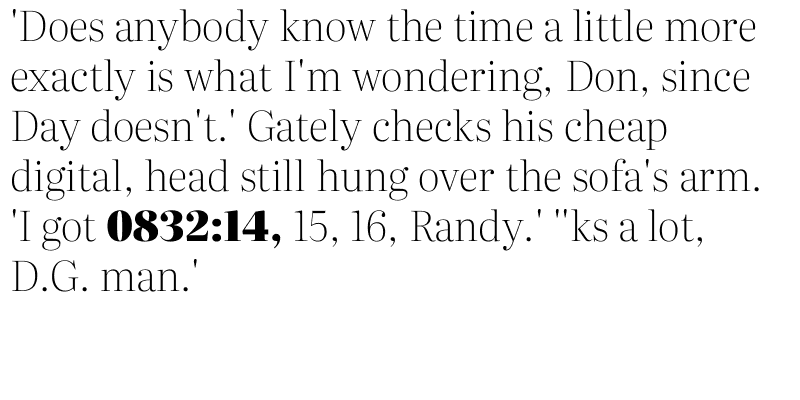 'Does anybody know the time a little more
exactly is what I'm wondering, Don, since
Day doesn't.' Gately checks his cheap
digital, head still hung over the sofa's arm.
'I got 0832:14, 15, 16, Randy.' ''ks a lot,
D.G. man.'